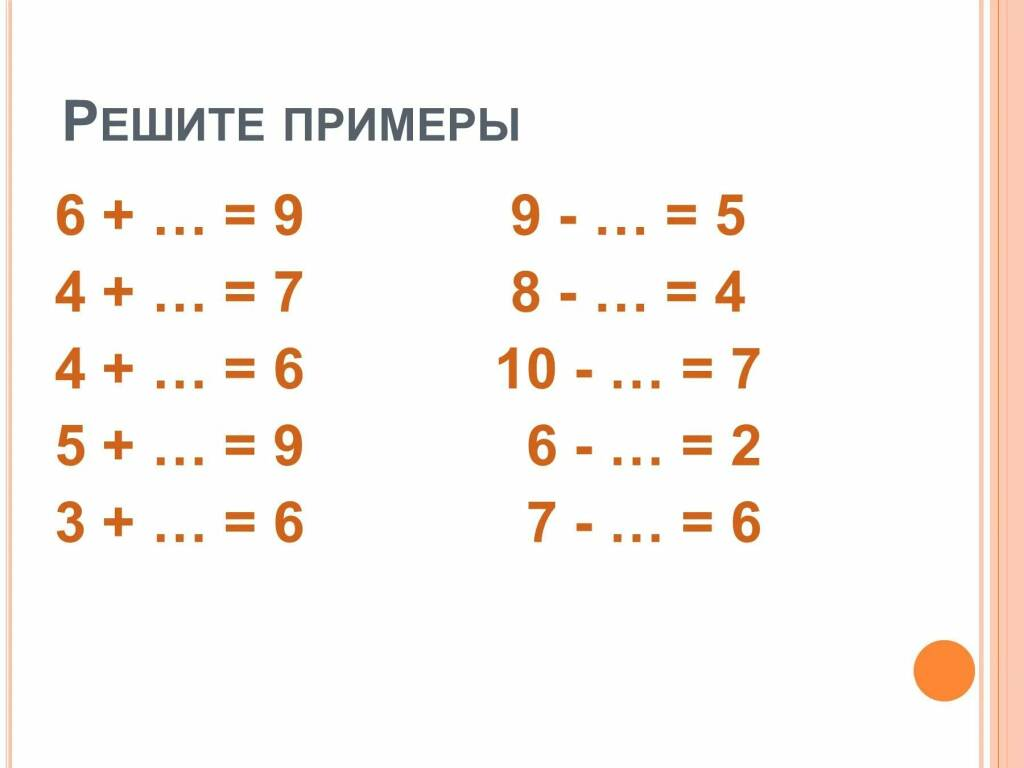 Решите примеры
6 + … = 9 9 - … = 5
4 + … = 7 8 - … = 4
4 + … = 6 10 - … = 7
5 + … = 9 6 - … = 2
3 + … = 6 7 - … = 6